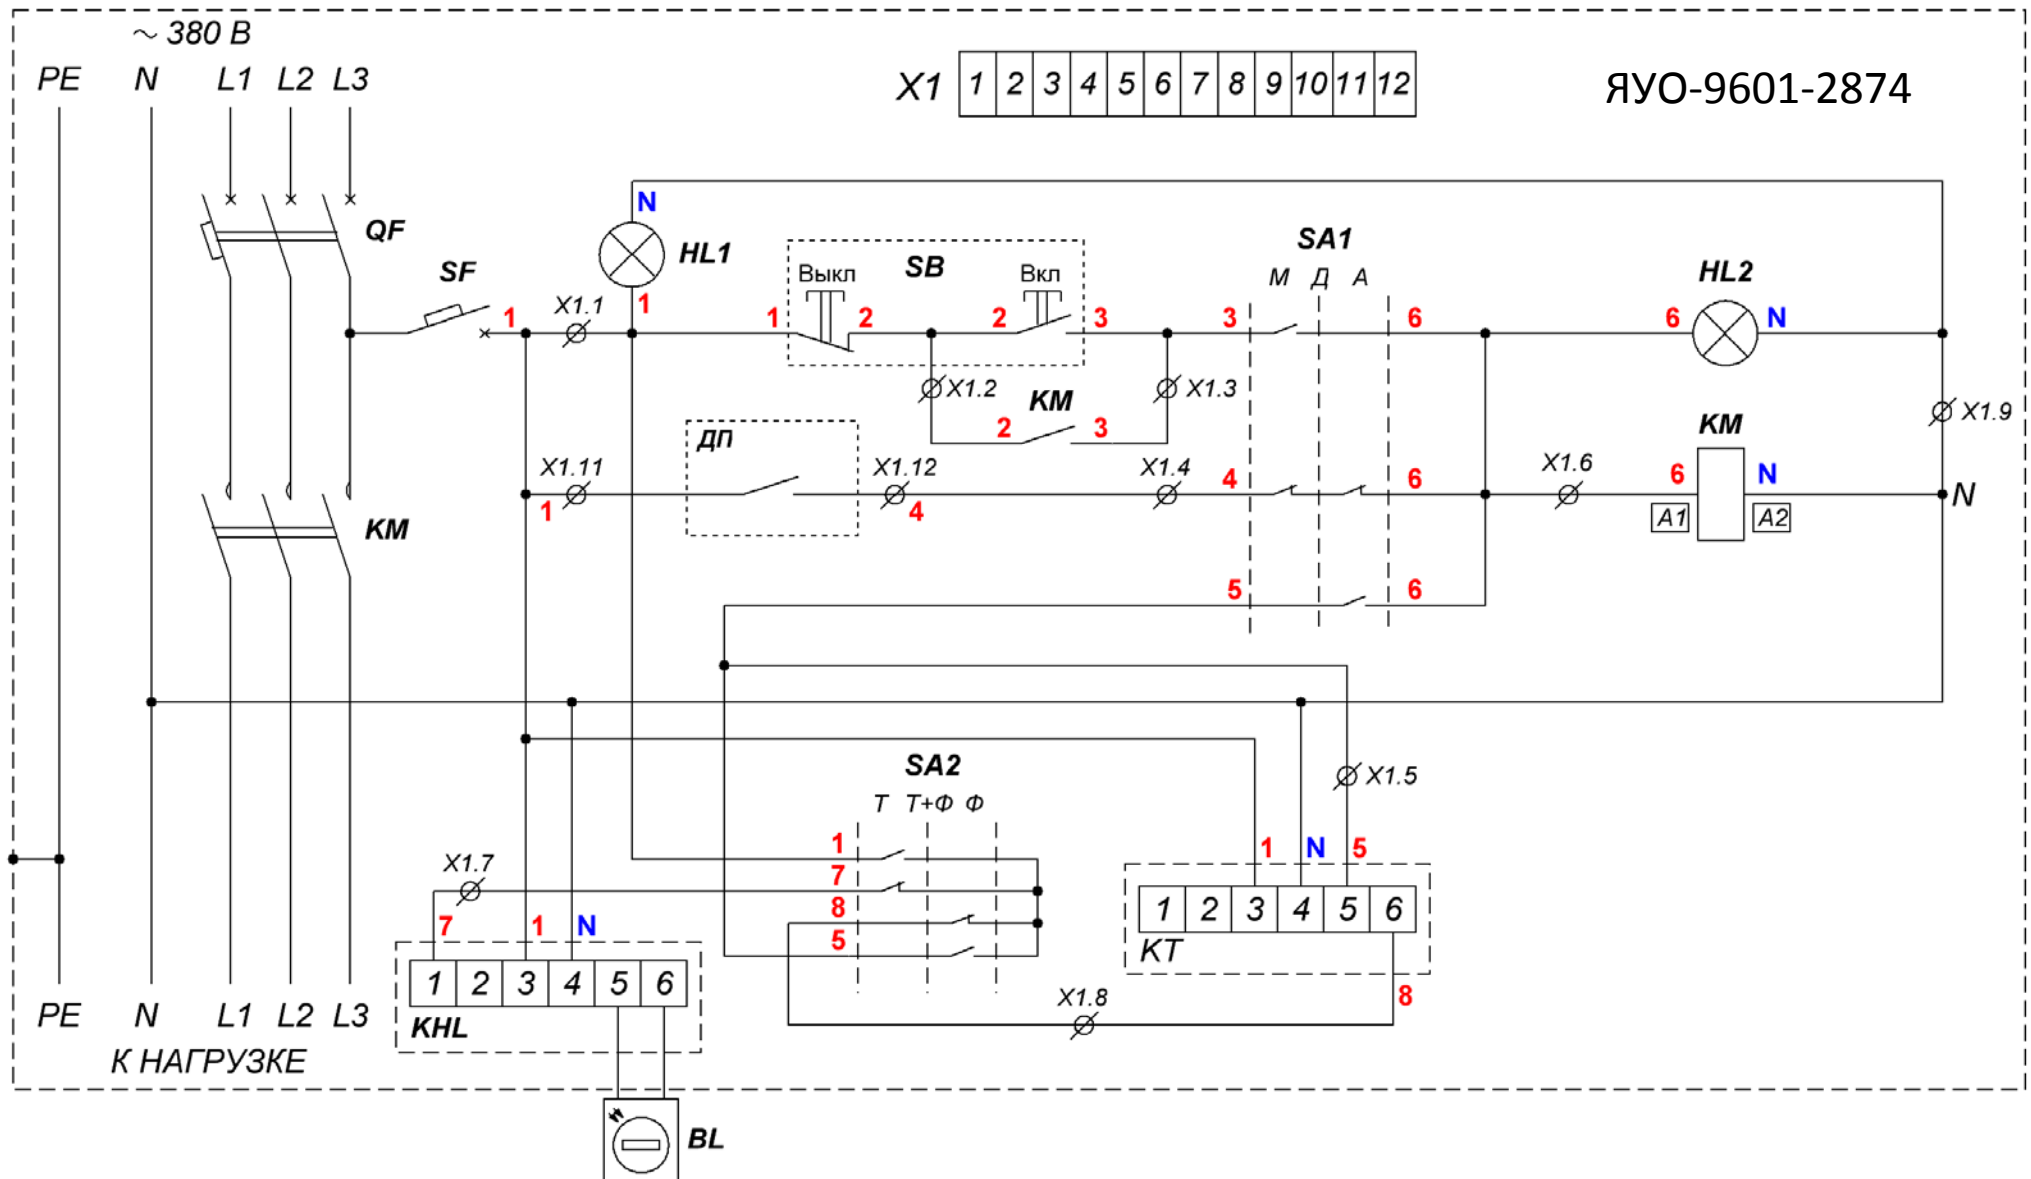 ~ 380 В
PE N L1 L2 L3
X1 1 2 3 4 5 6 7 8 9 10 11 12
ЯУО-9601-2874
QF
SF
1
X1.1
N
HL1
1
SB
Выкл
Вкл
1 2 2 3
X1.2
X1.3
KM
2 3
SA1
М Д А
3 6
HL2
6 N
X1.9
KM
ДП
X1.11
1
X1.12
4
X1.4
4 6
X1.6
6 N
A1 A2
N
KM
5 6
SA2
Т Т+Ф Ф
1
7
8
5
X1.5
1 N 5
1 2 3 4 5 6
KT
8
X1.8
X1.7
7 1 N
1 2 3 4 5 6
KHL
PE N L1 L2 L3
К НАГРУЗКЕ
BL